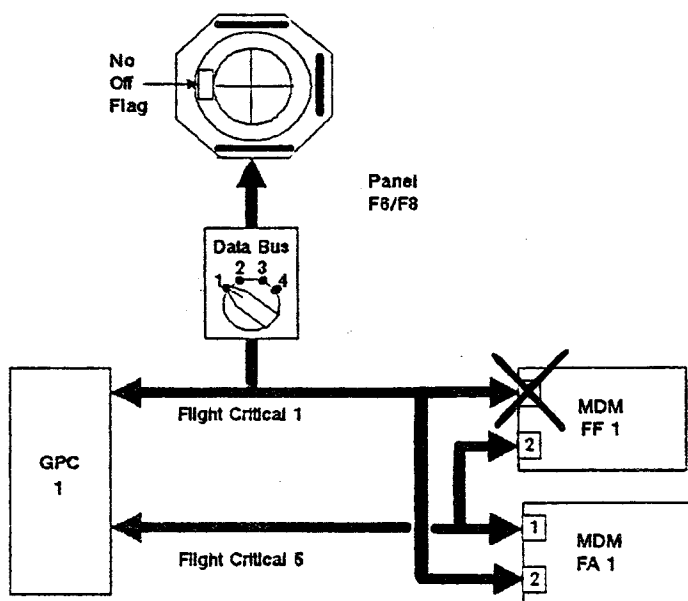 No
Off
Flag
Panel
F6/F8
Data Bus
1 2 3 4
Flight Critical 1
GPC
1
MDM
FF 1
2
Flight Critical 5
1
MDM
FA 1
2